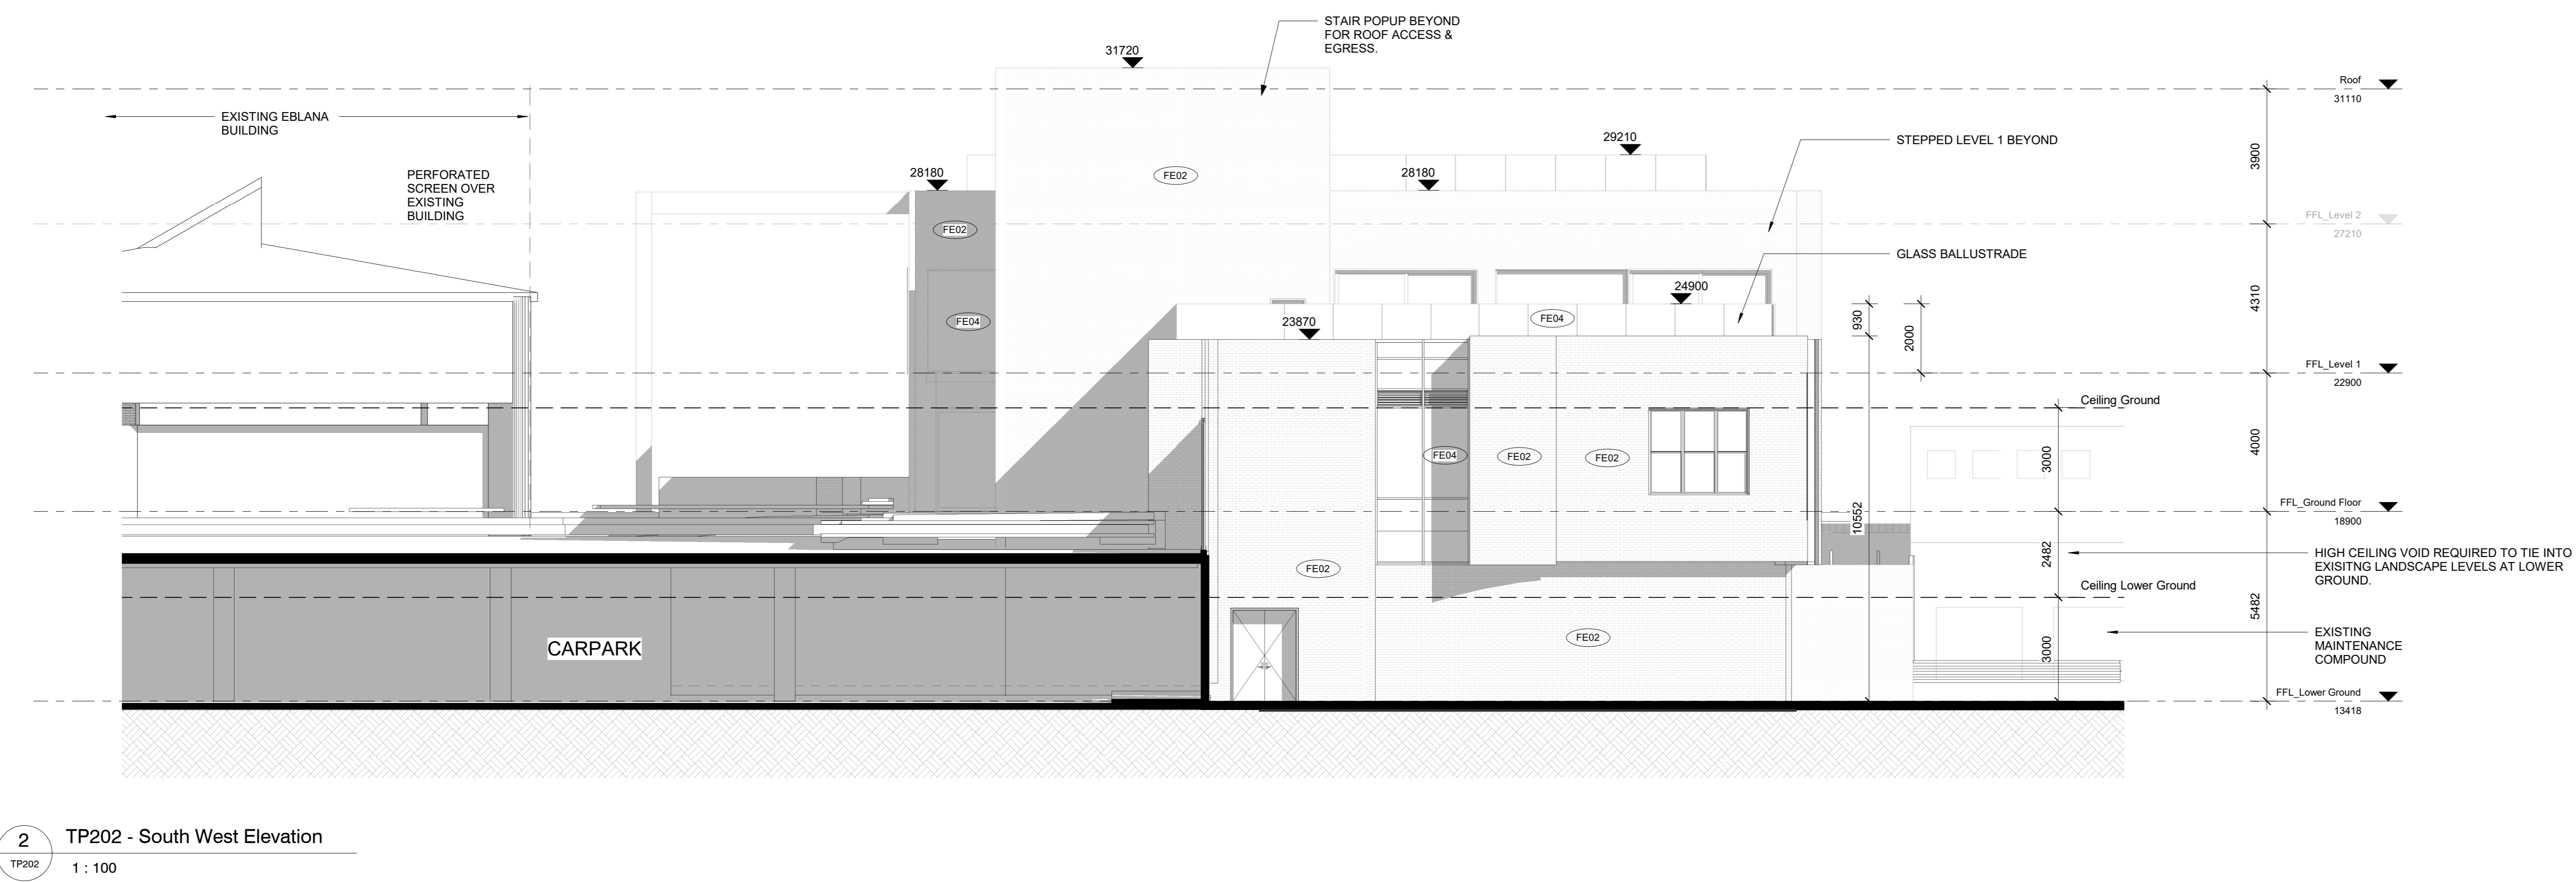 STAIR POPUP BEYOND
FOR ROOF ACCESS &
EGRESS.
31720
Roof
31110
EXISTING EBLANA
BUILDING
29210
STEPPED LEVEL 1 BEYOND
3900
PERFORATED
SCREEN OVER
EXISTING
BUILDING
28180
FE02
28180
FE02
FFL_Level 2
27210
GLASS BALLUSTRADE
24900
FE04
23870
FE04
930
2000
4310
FFL_Level 1
22900
Ceiling Ground
FE04
FE02
FE02
3000
4000
10552
FFL_Ground Floor
18900
FE02
2482
HIGH CEILING VOID REQUIRED TO TIE INTO
EXISITNG LANDSCAPE LEVELS AT LOWER
GROUND.
Ceiling Lower Ground
5482
CARPARK
FE02
3000
EXISTING
MAINTENANCE
COMPOUND
FFL_Lower Ground
13418
2
TP202
TP202 - South West Elevation
1 : 100